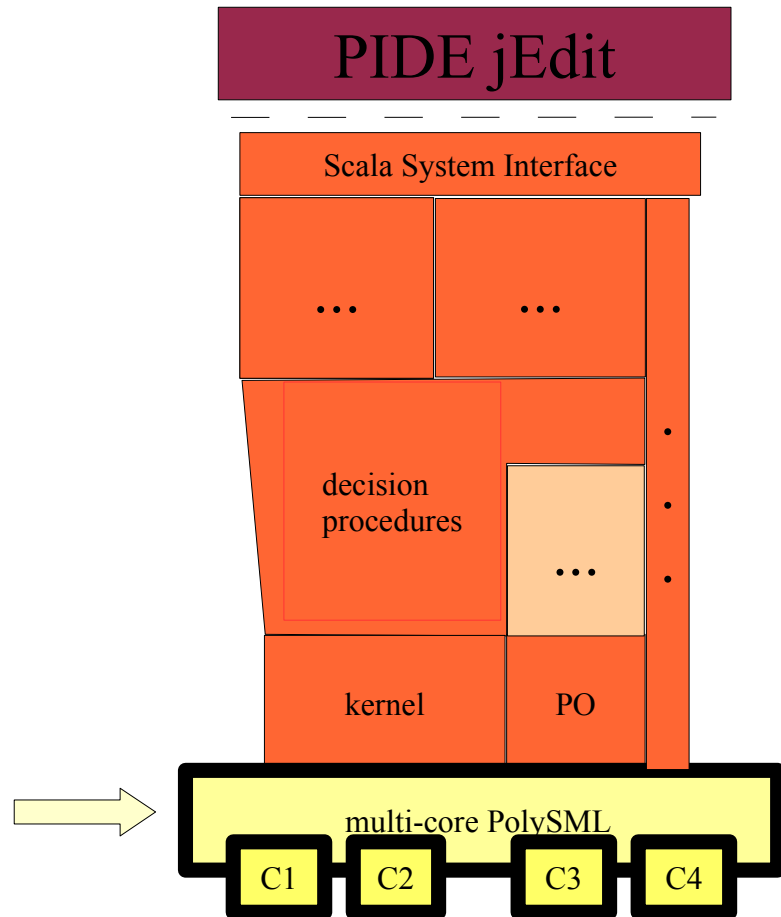 PIDE jEdit
Scala System Interface
... ...
decision
procedures
...
kernel PO
multi-core PolySML
C1 C2 C3 C4